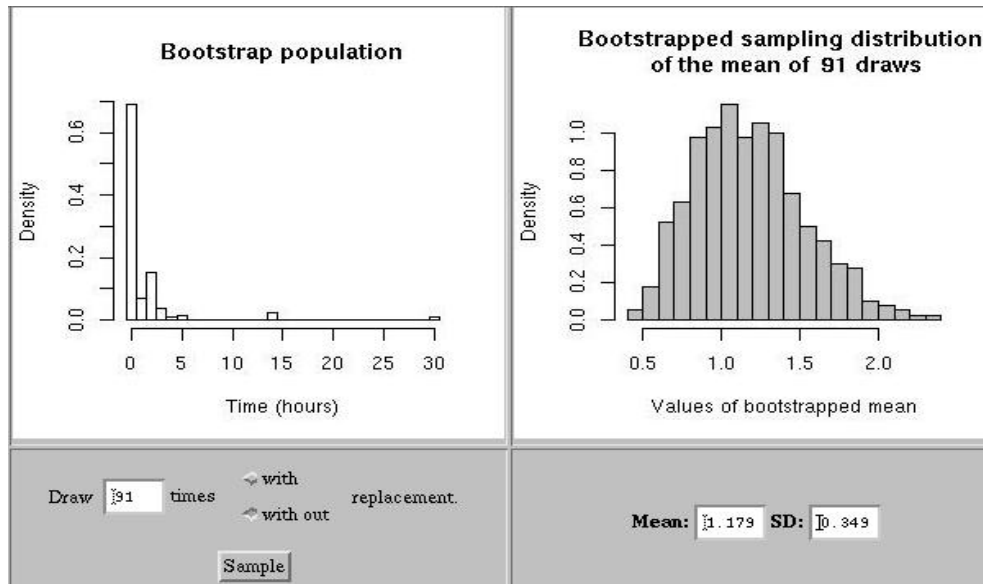 Bootstrap population
Density
0.0 0.2 0.4 0.6
0 5 10 15 20 25 30
Time (hours)
Bootstrapped sampling distribution
of the mean of 91 draws
Density
0.0 0.2 0.4 0.6 0.8 1.0
0.5 1.0 1.5 2.0
Values of bootstrapped mean
Draw 91 times
with
with out
replacement.
Sample
Mean: 1.179 SD: 0.349